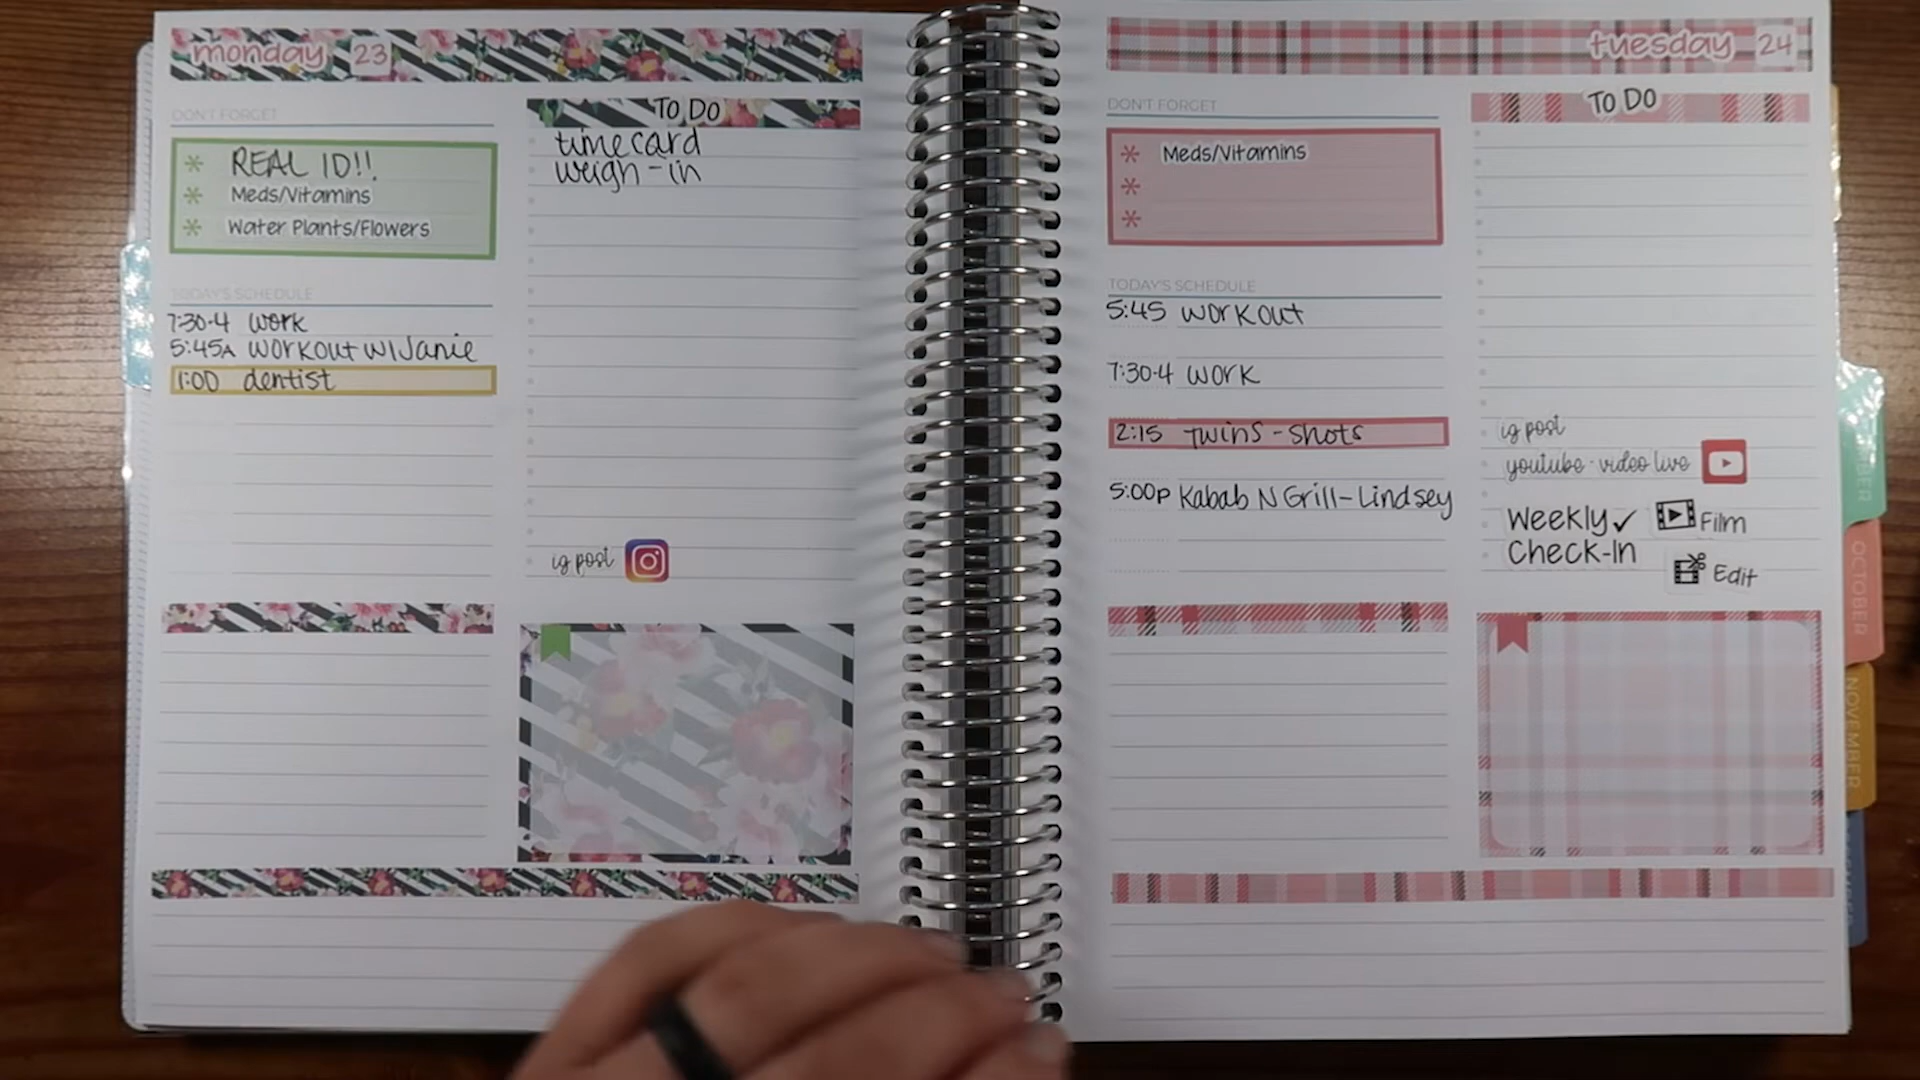 monday 23
DON'T FORGET
REAL ID!!
Meds/Vitamins
Water Plants/Flowers
TODAY'S SCHEDULE
7:30-4 work
5:45A workout w/Janie
1:00 dentist
TO DO
timecard
weigh-in
ig post
tuesday 24
DON'T FORGET
Meds/Vitamins
TODAY'S SCHEDULE
5:45 workout
7:30-4 work
2:15 twins - shots
5:00p Kabab N Grill - Lindsey
TO DO
ig post
youtube - video live
Weekly ✓
Check-In
Film
Edit
OCTOBER
NOVEMBER